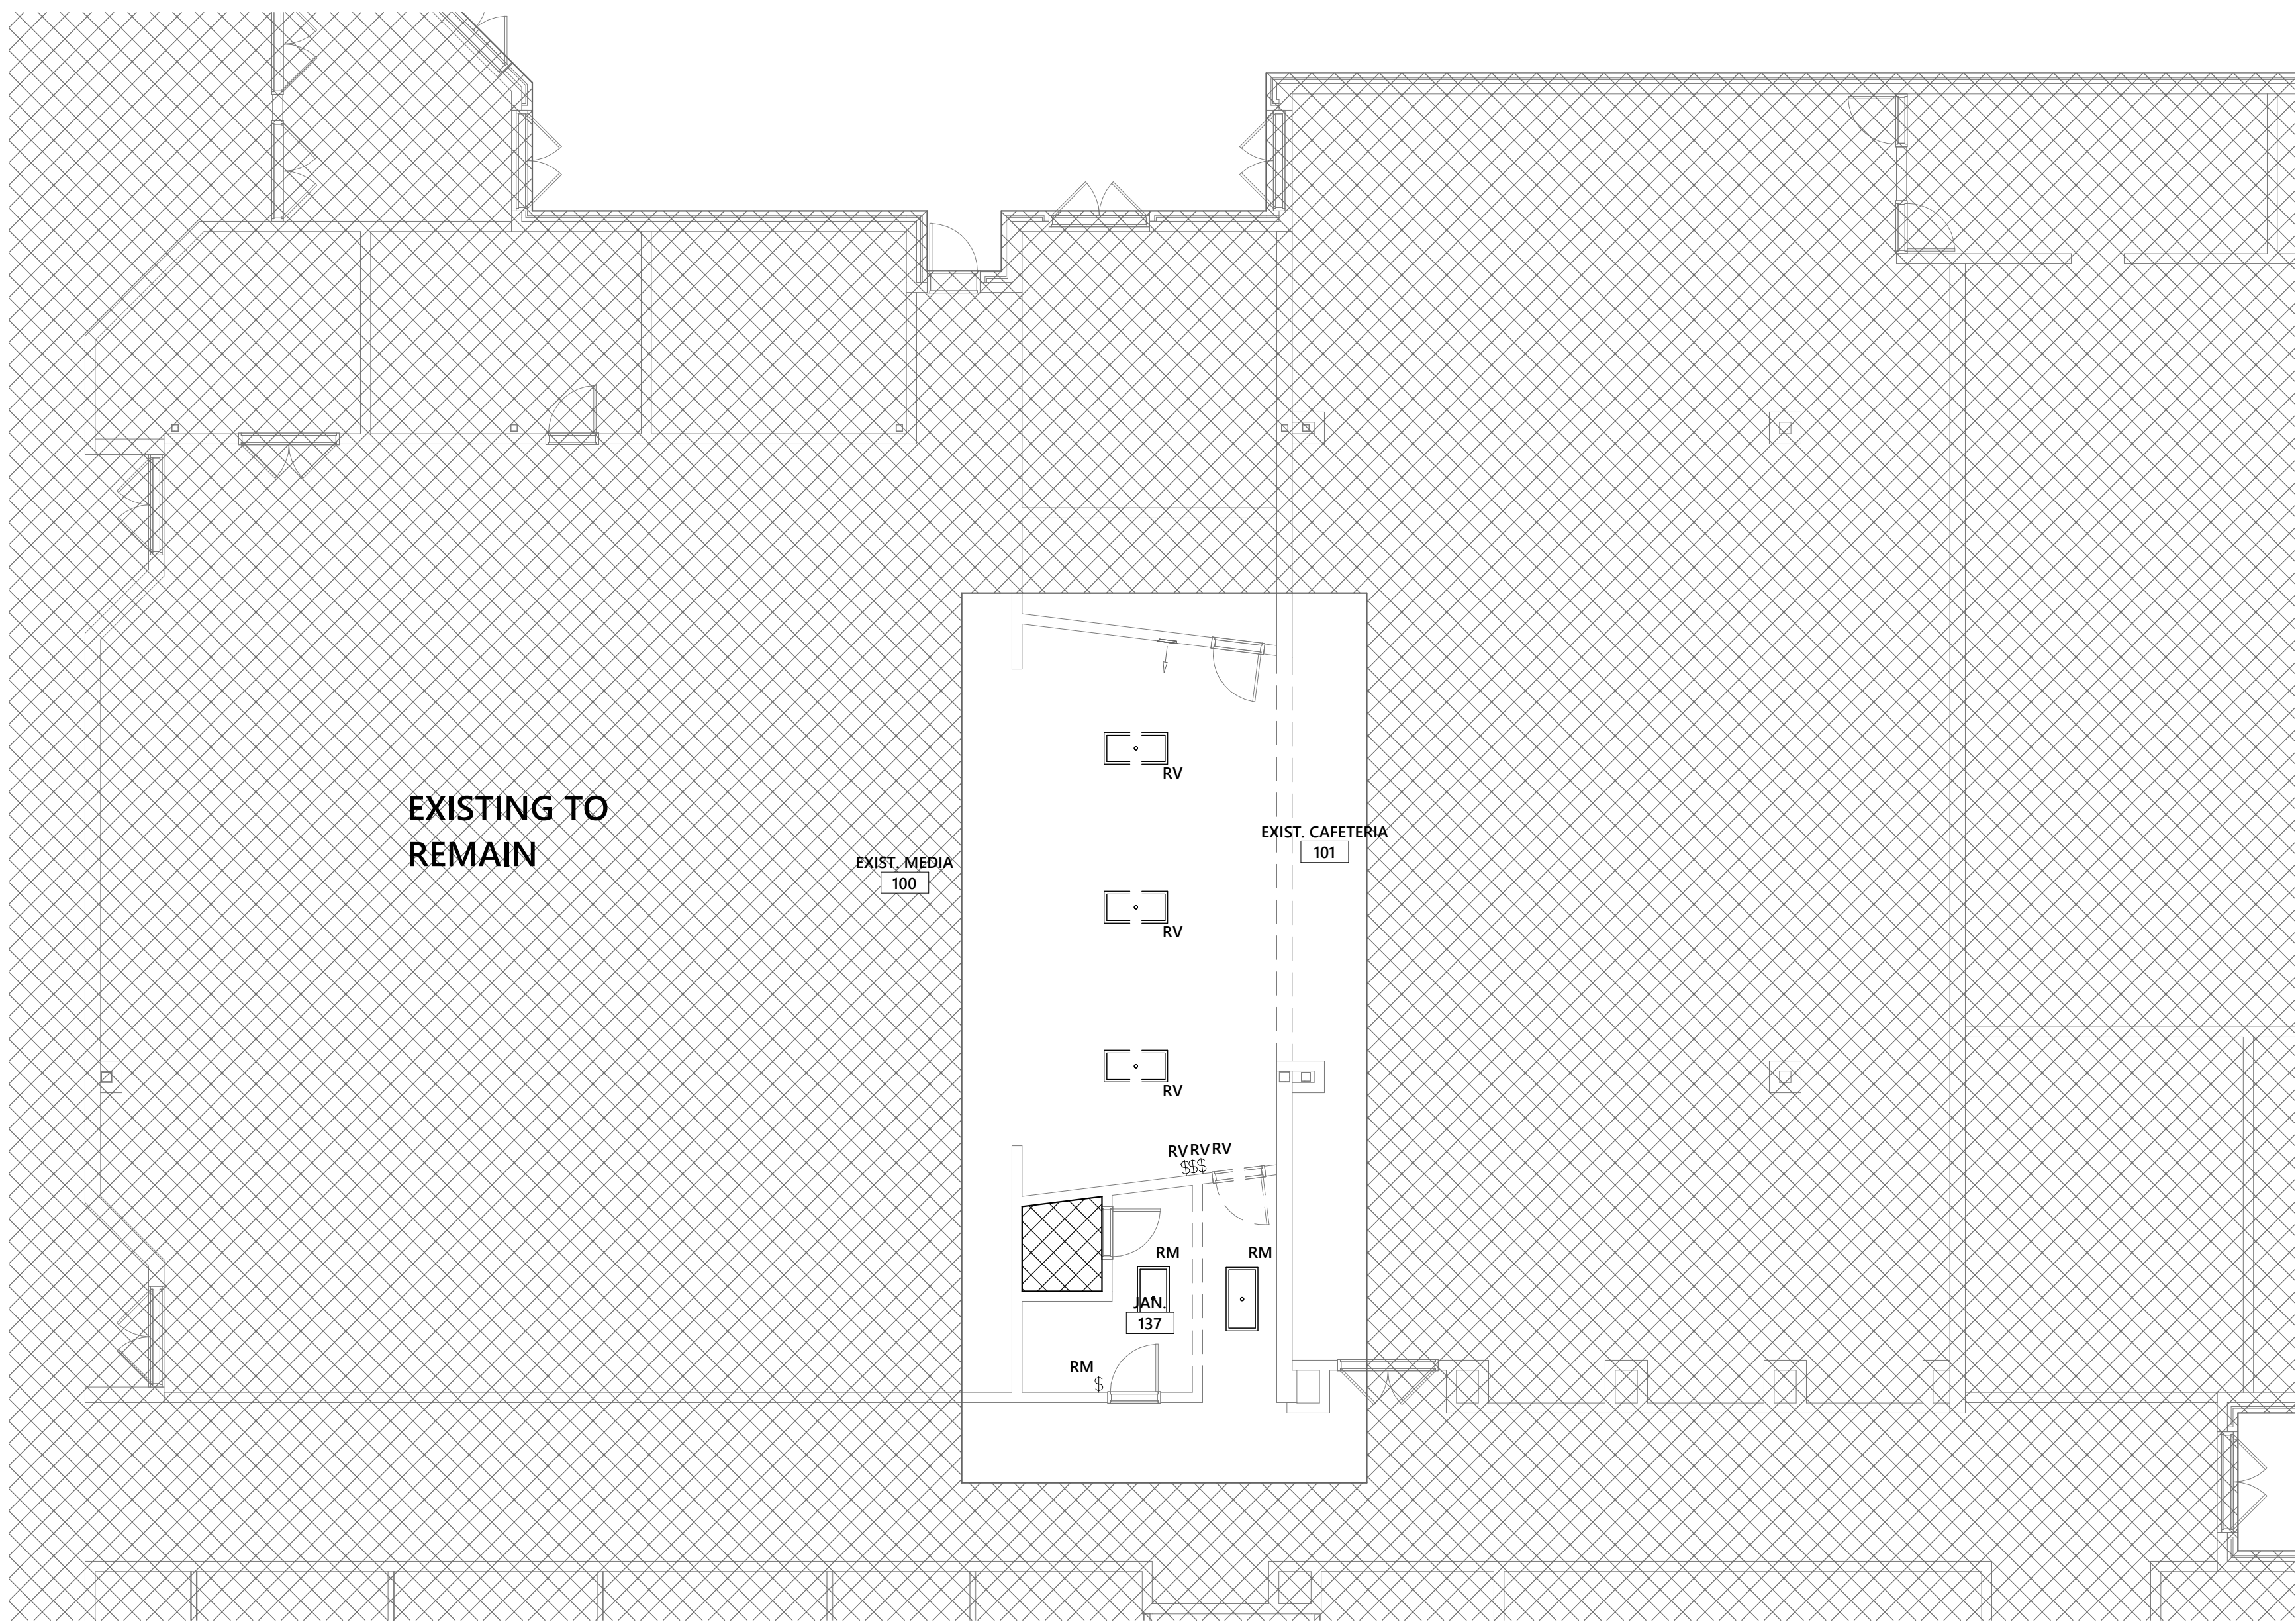 RV
EXISTING TO
REMAIN
EXIST. CAFETERIA
101
EXIST. MEDIA
100
RV
RV
RV RV RV
$$$
RM RM
JAN.
137
RM
$